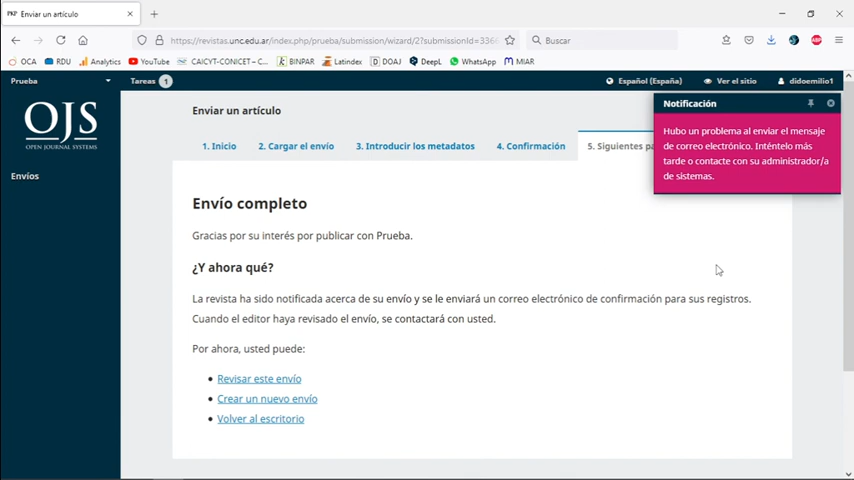 Enviar un artículo
https://revistas.unc.edu.ar/index.php/prueba/submission/wizard/2?submissionId=336
Buscar
OCA RDU Analytics YouTube CAICYT-CONICET – C... BINPAR Latindex DOAJ DeepL WhatsApp MIAR
Prueba Tareas 1 Español (España) Ver el sitio didoemilio1
OJS
OPEN JOURNAL SYSTEMS
Envíos
Enviar un artículo
1. Inicio 2. Cargar el envío 3. Introducir los metadatos 4. Confirmación 5. Siguientes
Notificación
Hubo un problema al enviar el mensaje
de correo electrónico. Inténtelo más
tarde o contacte con su administrador/a
de sistemas.
Envío completo
Gracias por su interés por publicar con Prueba.
¿Y ahora qué?
La revista ha sido notificada acerca de su envío y se le enviará un correo electrónico de confirmación para sus registros.
Cuando el editor haya revisado el envío, se contactará con usted.
Por ahora, usted puede:
• Revisar este envío
• Crear un nuevo envío
• Volver al escritorio